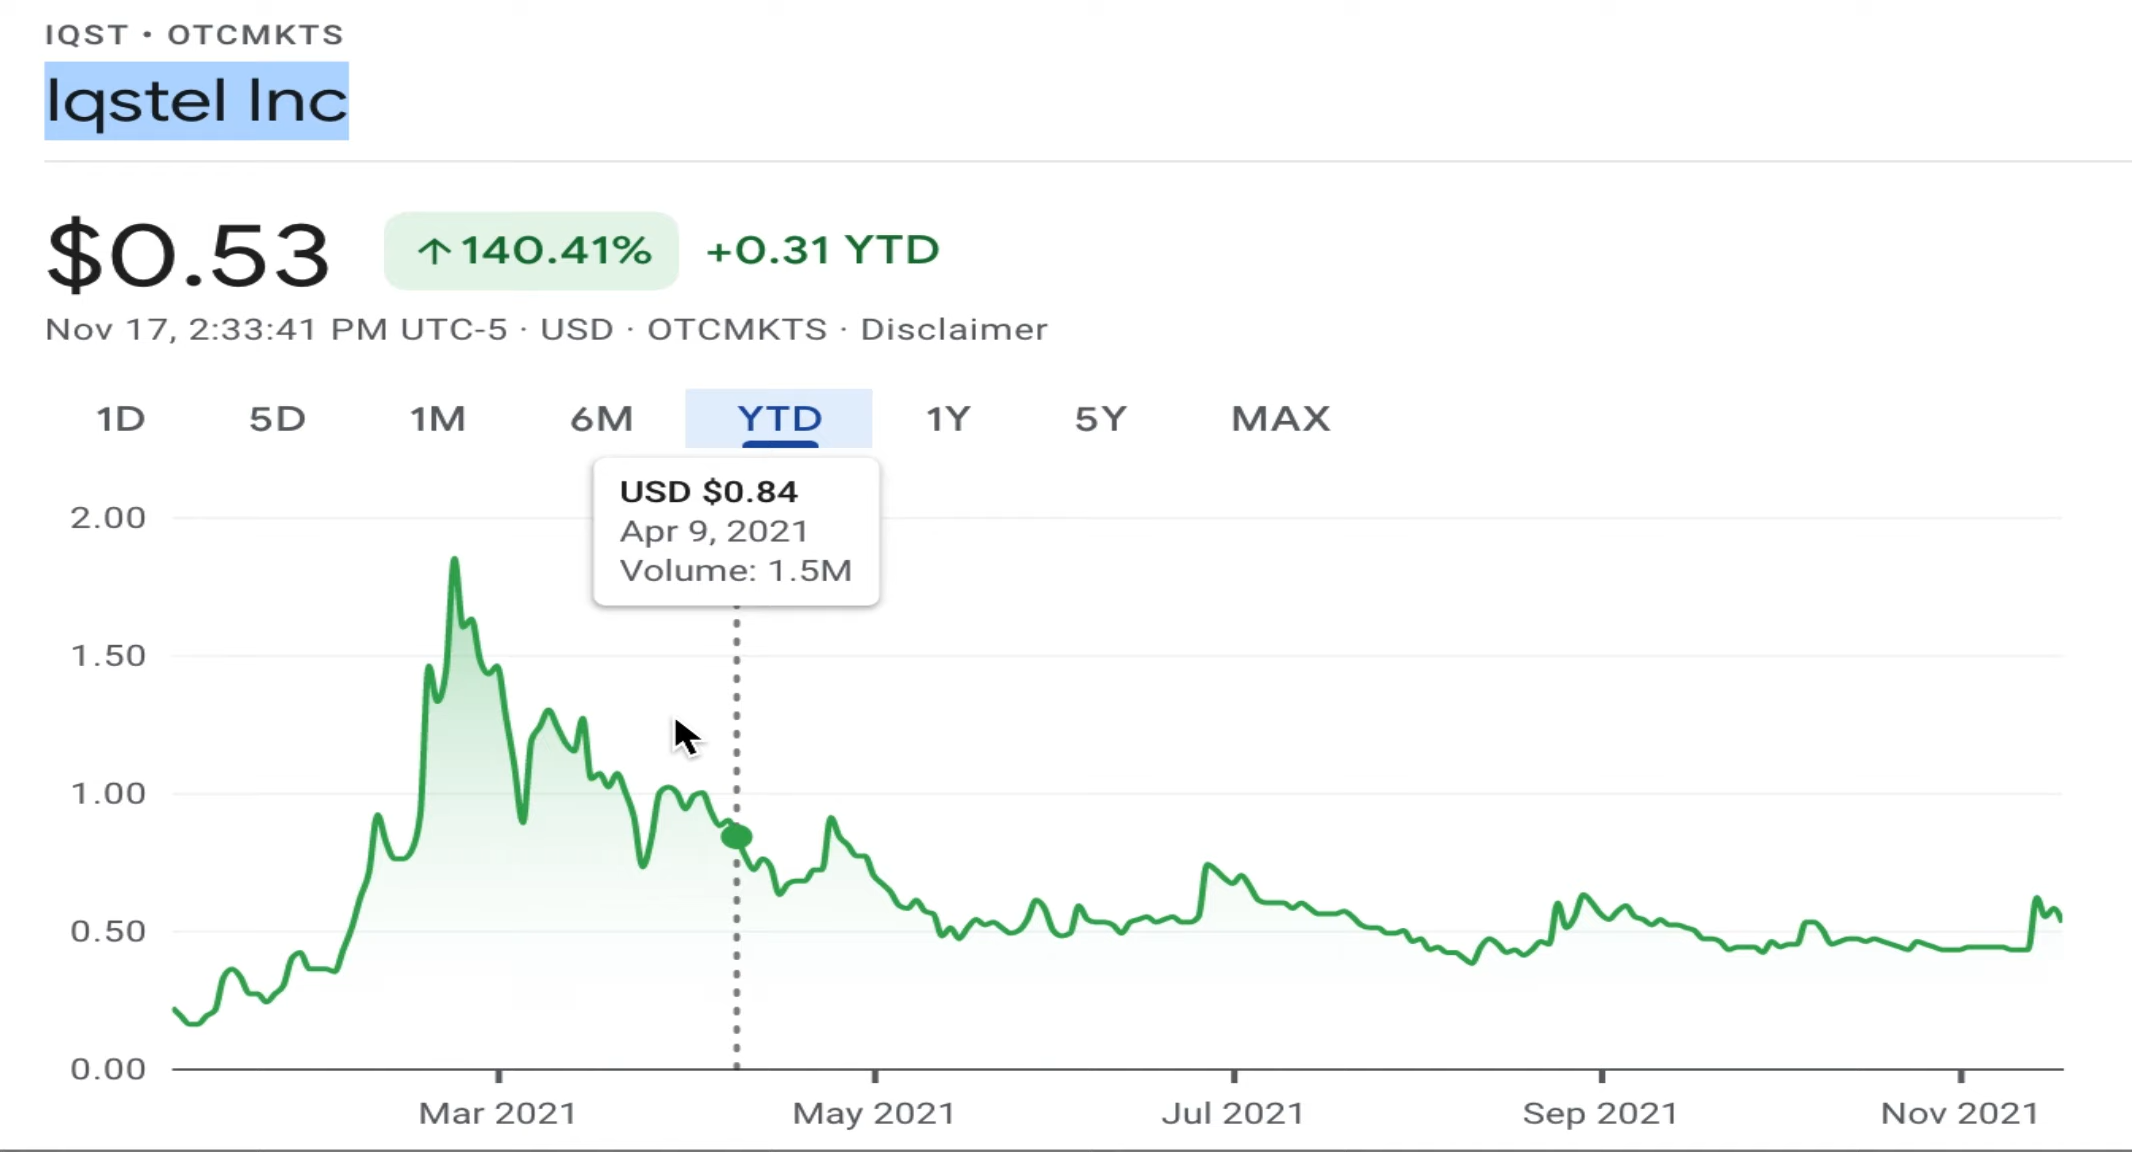 IQST • OTCMKTS
Iqstel Inc
$0.53 ↑140.41% +0.31 YTD
Nov 17, 2:33:41 PM UTC-5 · USD · OTCMKTS · Disclaimer
1D 5D 1M 6M YTD 1Y 5Y MAX
USD $0.84
Apr 9, 2021
Volume: 1.5M
2.00
1.50
1.00
0.50
0.00
Mar 2021 May 2021 Jul 2021 Sep 2021 Nov 2021